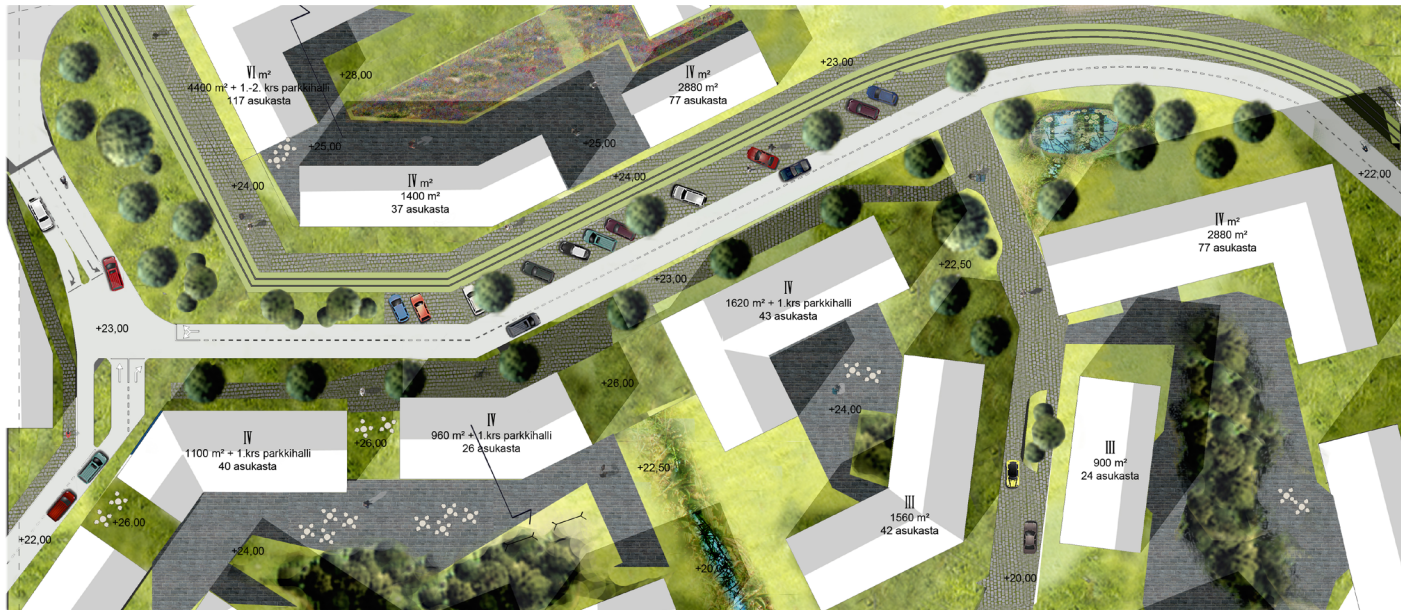 VI m²
4400 m² + 1.-2. krs parkkihalli
117 asukasta
+28,00
IV m²
2880 m²
77 asukasta
+23,00
+25,00
+25,00
+24,00
IV m²
1400 m²
37 asukasta
+24,00
+22,00
IV m²
2880 m²
77 asukasta
+22,50
+23,00
IV
1620 m² + 1.krs parkkihalli
43 asukasta
+23,00
+26,00
+24,00
IV
1100 m² + 1.krs parkkihalli
40 asukasta
+26,00
IV
960 m² + 1.krs parkkihalli
26 asukasta
+22,50
III
900 m²
24 asukasta
III
1560 m²
42 asukasta
+26,00
+22,00
+24,00
+20,00